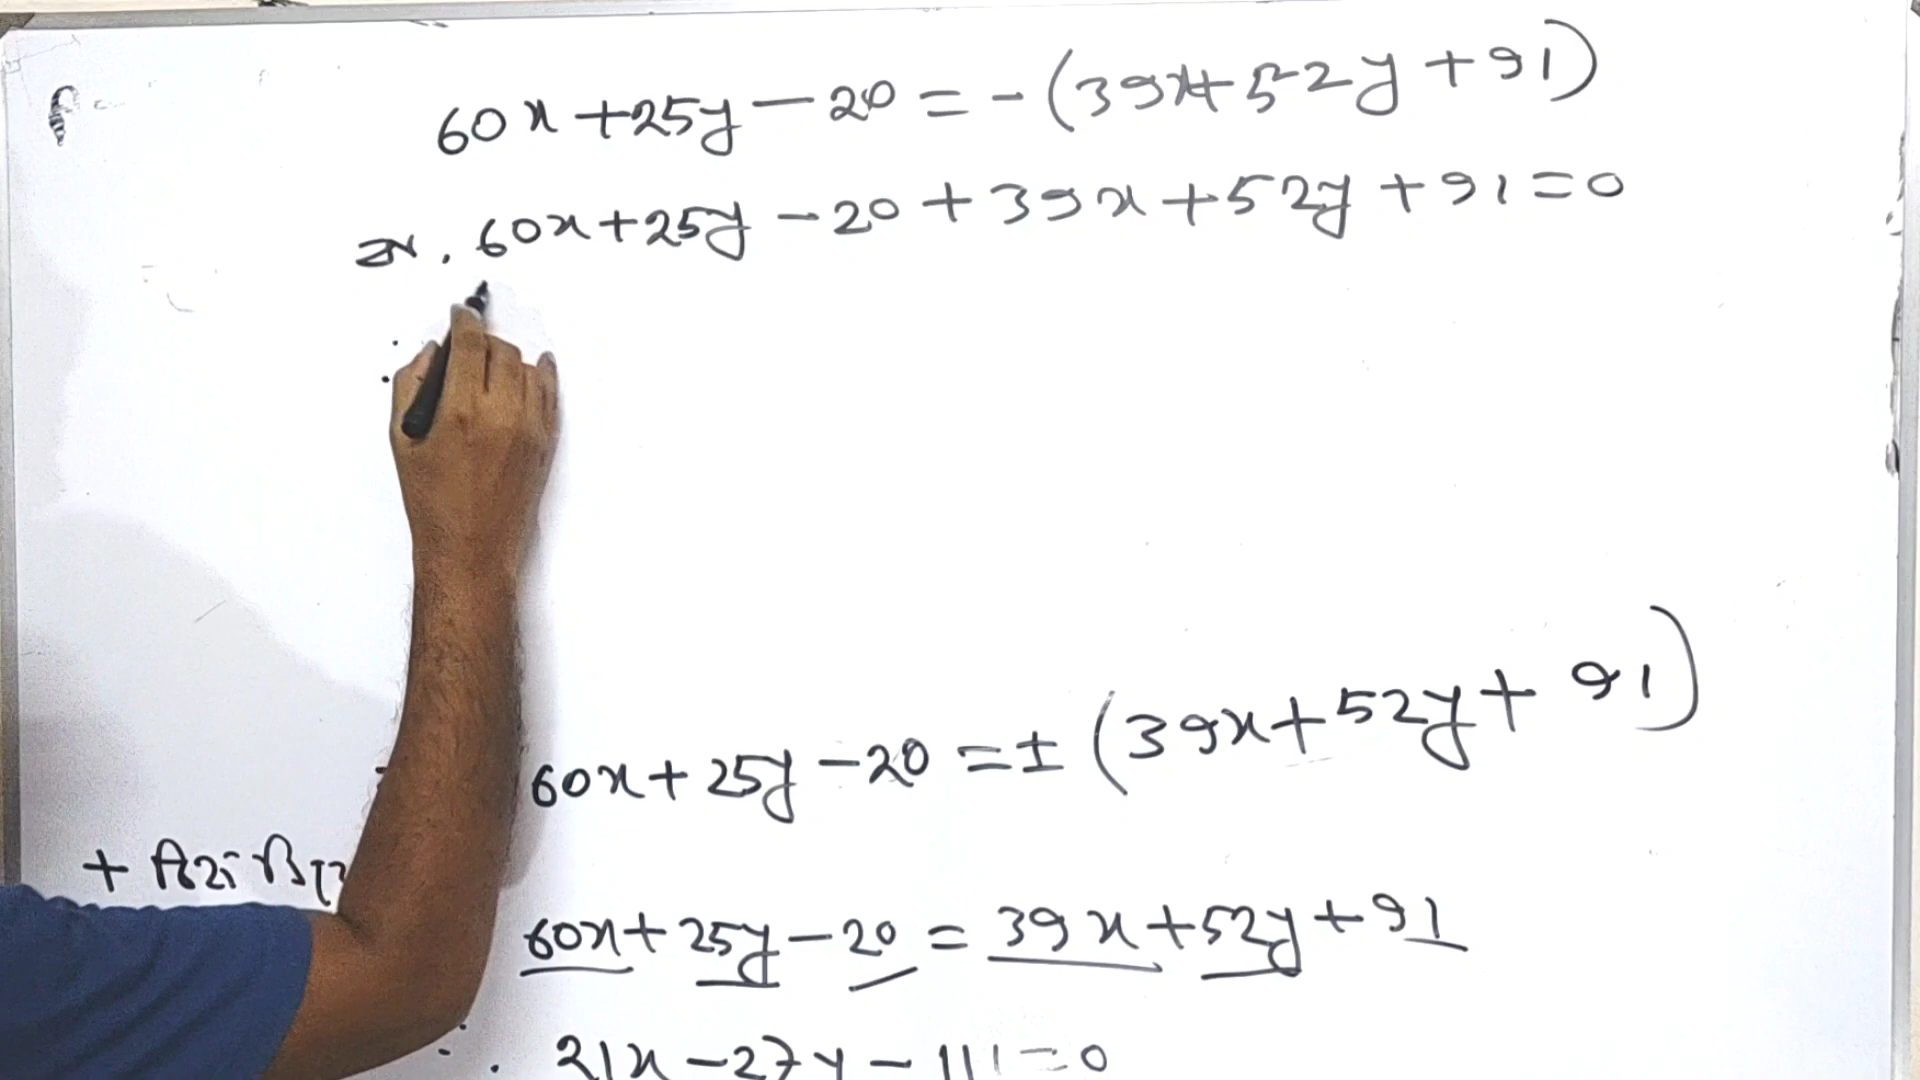 60x + 25y - 20 = - (39x + 52y + 91)
বা. 60x + 25y - 20 + 39x + 52y + 91 = 0
60x + 25y - 20 = ± (39x + 52y + 91)
+
60x + 25y - 20 = 39x + 52y + 91
∴. 21x - 27y - 111 = 0